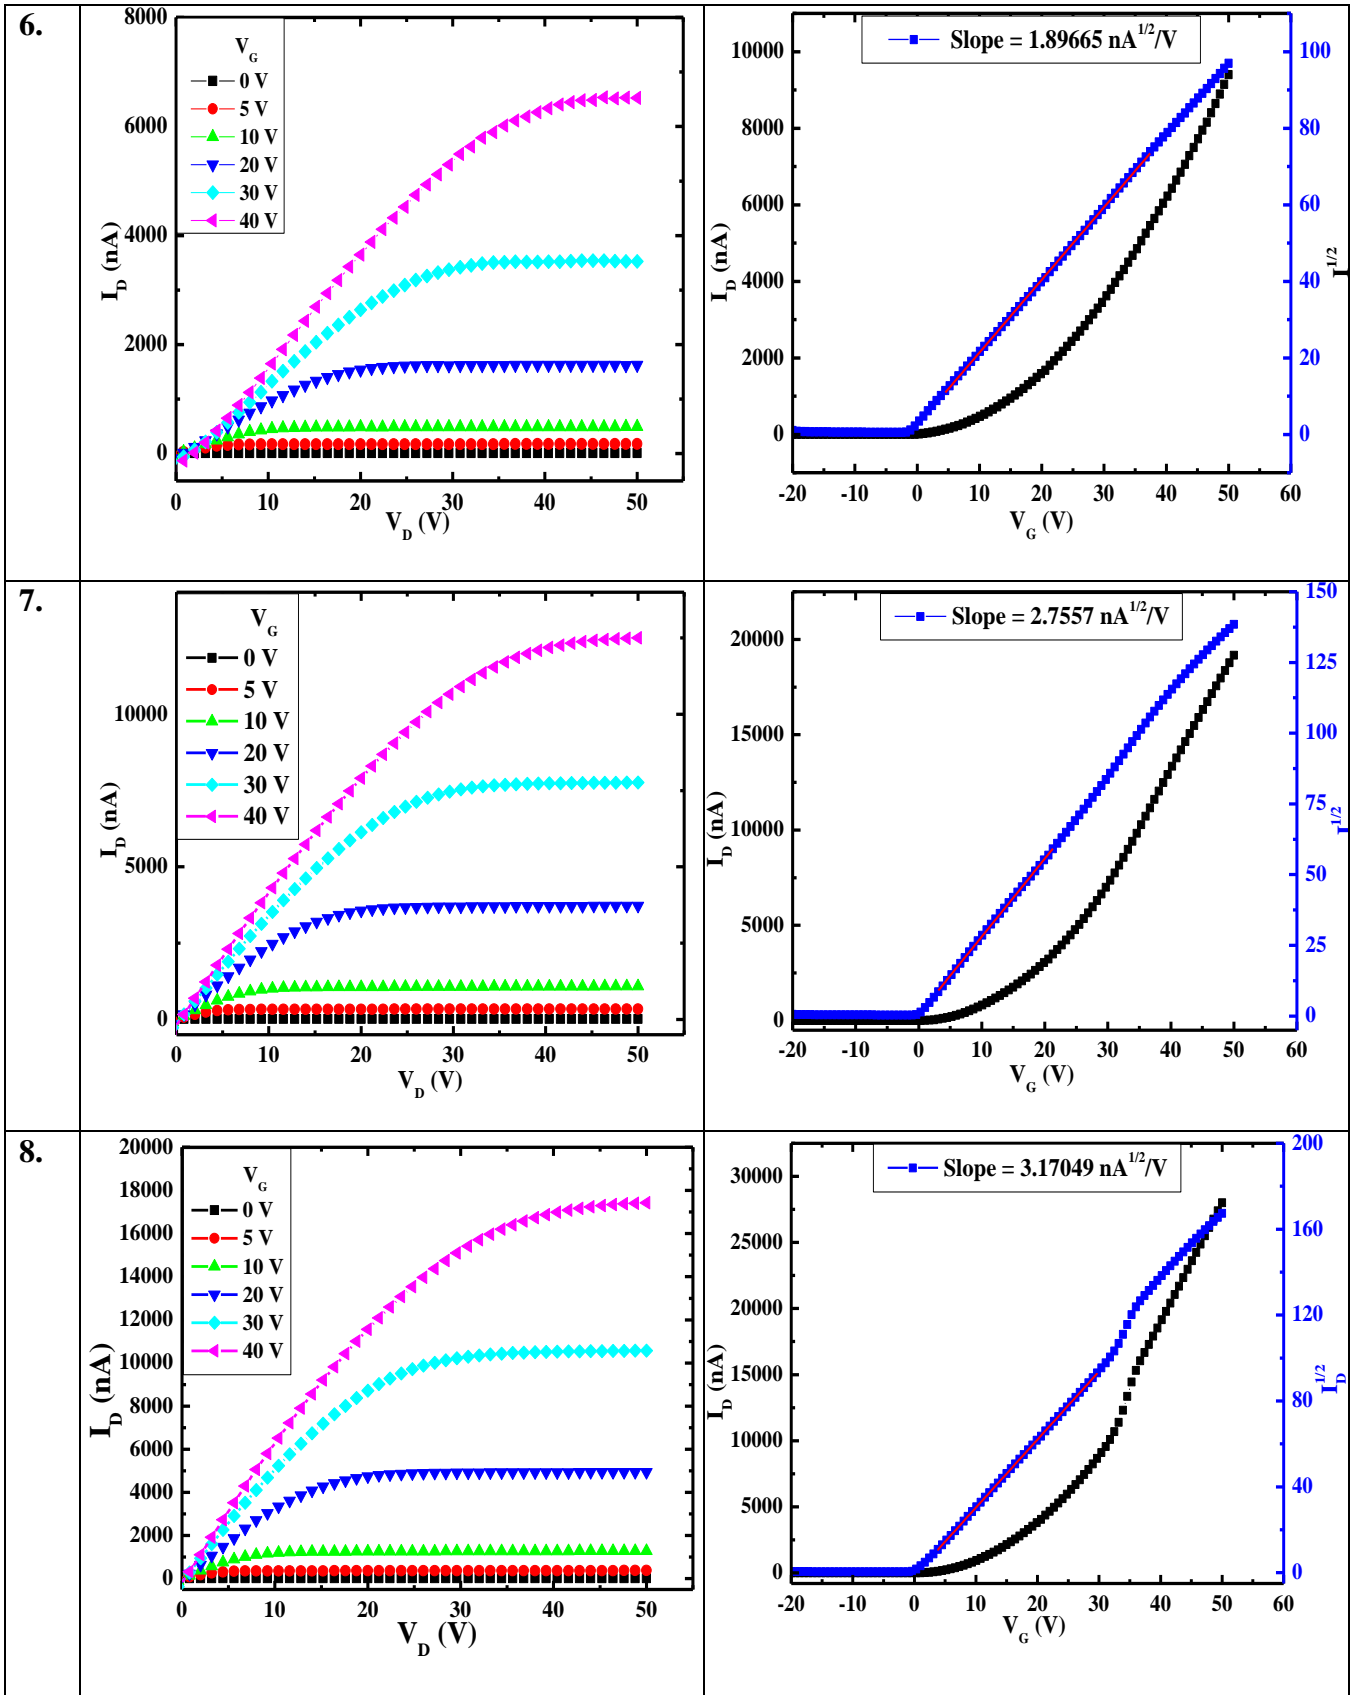 6.
8000
6000
4000
2000
0
I_D (nA)
V_G
0 V
5 V
10 V
20 V
30 V
40 V
0 10 20 30 40 50
V_D (V)
Slope = 1.89665 nA^1/2/V
10000
8000
6000
4000
2000
0
I_D (nA)
100
80
60
40
20
0
I^1/2
-20 -10 0 10 20 30 40 50 60
V_G (V)
7.
10000
5000
0
I_D (nA)
V_G
0 V
5 V
10 V
20 V
30 V
40 V
0 10 20 30 40 50
V_D (V)
Slope = 2.7557 nA^1/2/V
20000
15000
10000
5000
0
I_D (nA)
150
125
100
75
50
25
0
I^1/2
-20 -10 0 10 20 30 40 50 60
V_G (V)
8.
20000
18000
16000
14000
12000
10000
8000
6000
4000
2000
0
I_D (nA)
V_G
0 V
5 V
10 V
20 V
30 V
40 V
0 10 20 30 40 50
V_D (V)
Slope = 3.17049 nA^1/2/V
30000
25000
20000
15000
10000
5000
0
I_D (nA)
200
160
120
80
40
0
I_D^1/2
-20 -10 0 10 20 30 40 50 60
V_G (V)